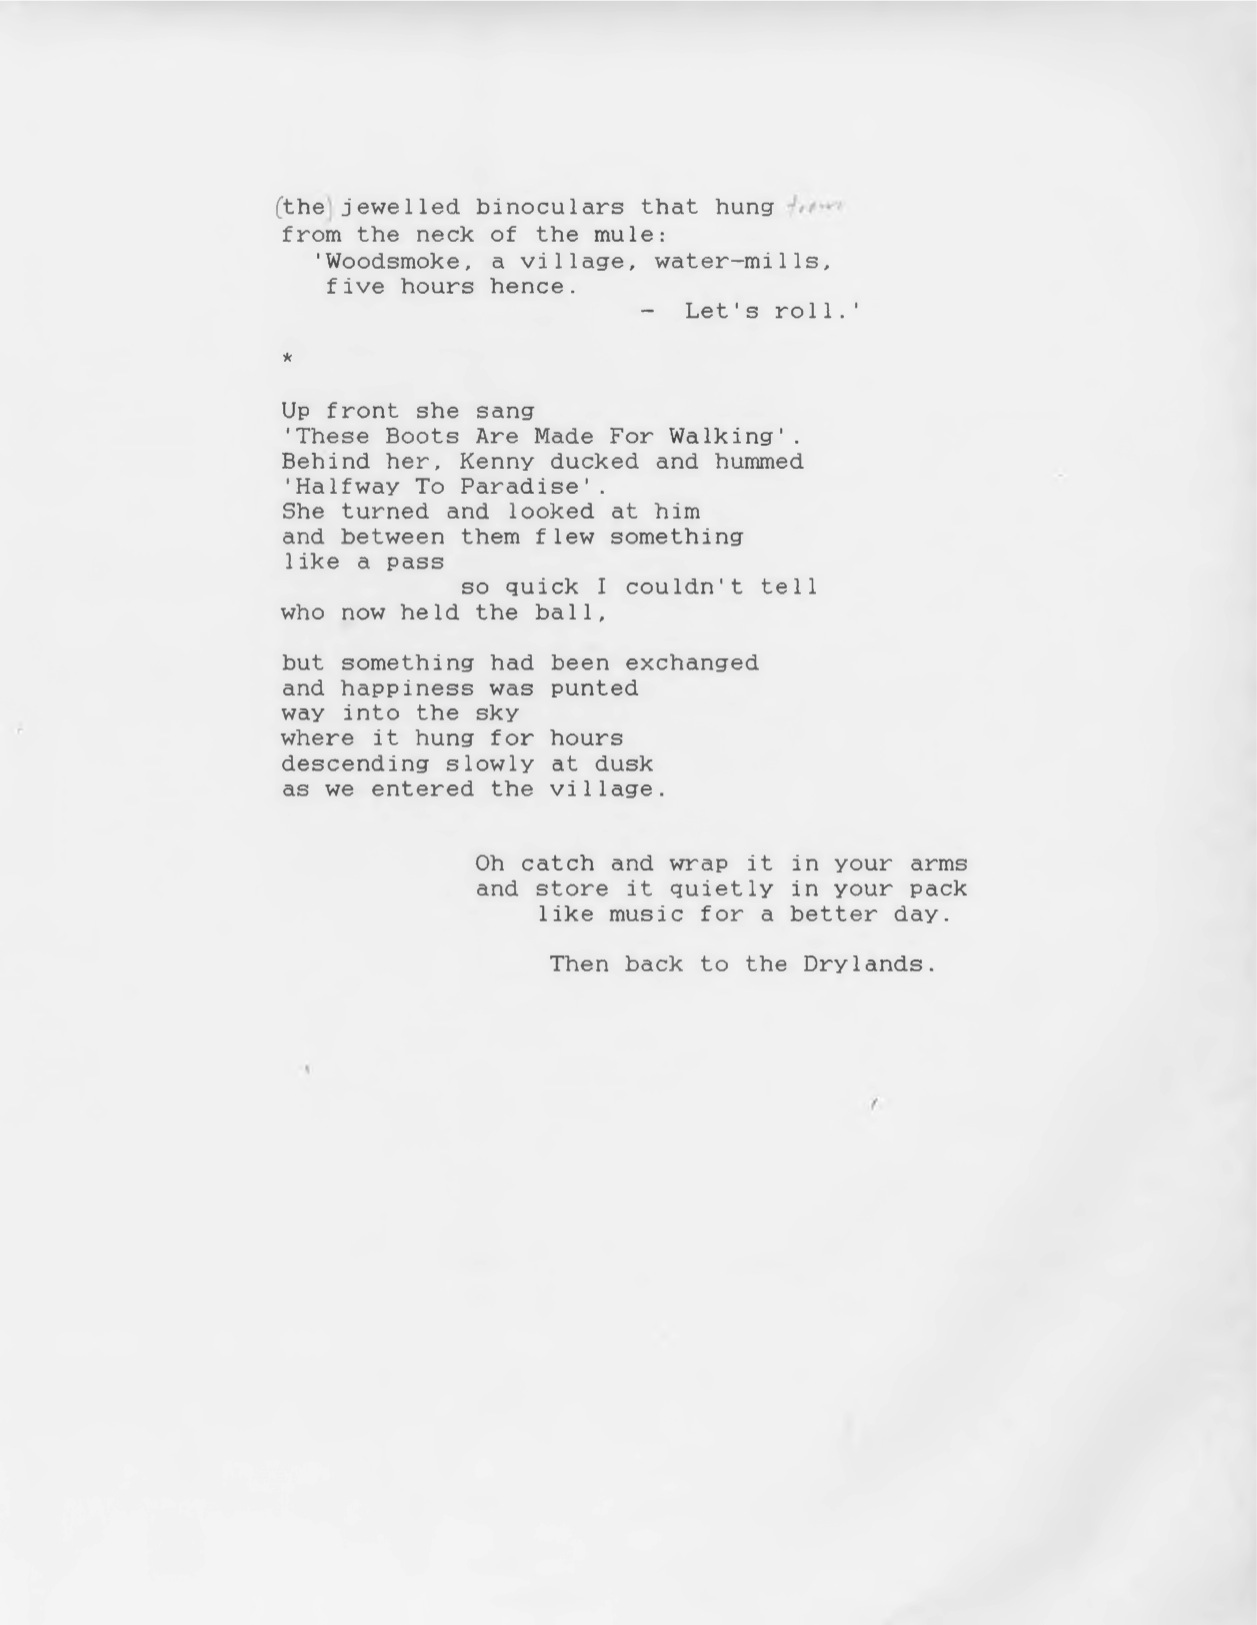 (the) jewelled binoculars that hung from
from the neck of the mule:
'Woodsmoke, a village, water-mills,
five hours hence.
- Let's roll.'
*
Up front she sang
'These Boots Are Made For Walking'.
Behind her, Kenny ducked and hummed
'Halfway To Paradise'.
She turned and looked at him
and between them flew something
like a pass
so quick I couldn't tell
who now held the ball,
but something had been exchanged
and happiness was punted
way into the sky
where it hung for hours
descending slowly at dusk
as we entered the village.
Oh catch and wrap it in your arms
and store it quietly in your pack
like music for a better day.
Then back to the Drylands.